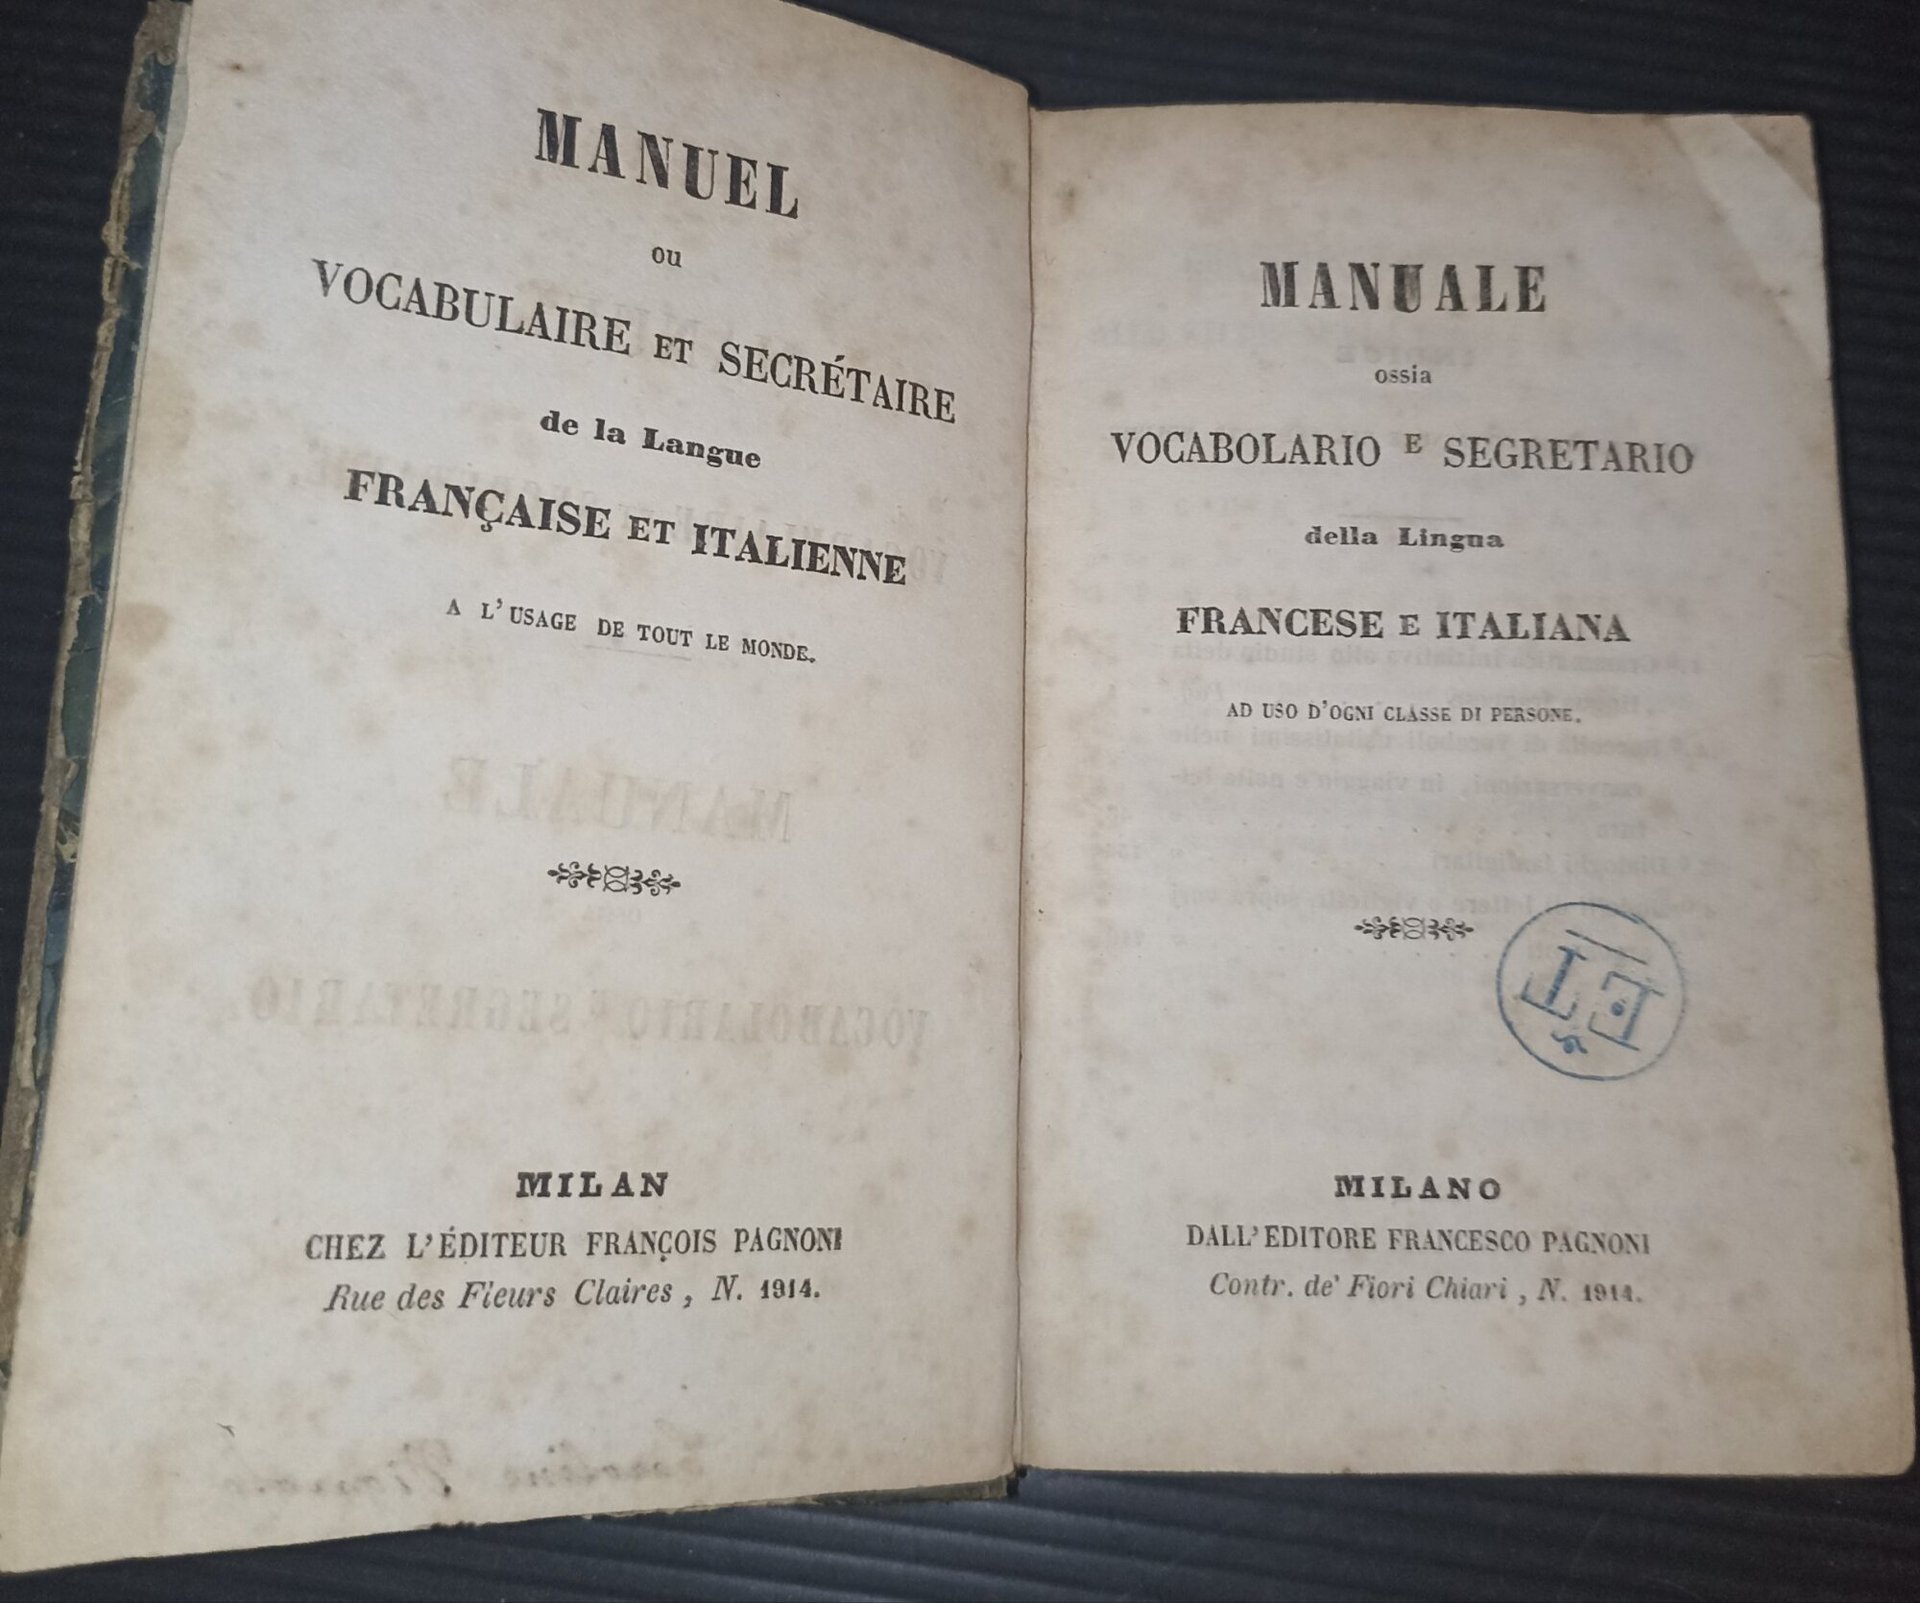 MANUEL
ou
VOCABULAIRE ET SECRÉTAIRE
de la Langue
FRANÇAISE ET ITALIENNE
A L'USAGE DE TOUT LE MONDE.
MILAN
CHEZ L'ÉDITEUR FRANÇOIS PAGNONI
Rue des Fleurs Claires, N. 1914.
MANUALE
ossia
VOCABOLARIO E SEGRETARIO
della Lingua
FRANCESE E ITALIANA
AD USO D'OGNI CLASSE DI PERSONE.
MILANO
DALL'EDITORE FRANCESCO PAGNONI
Contr. de' Fiori Chiari, N. 1914.